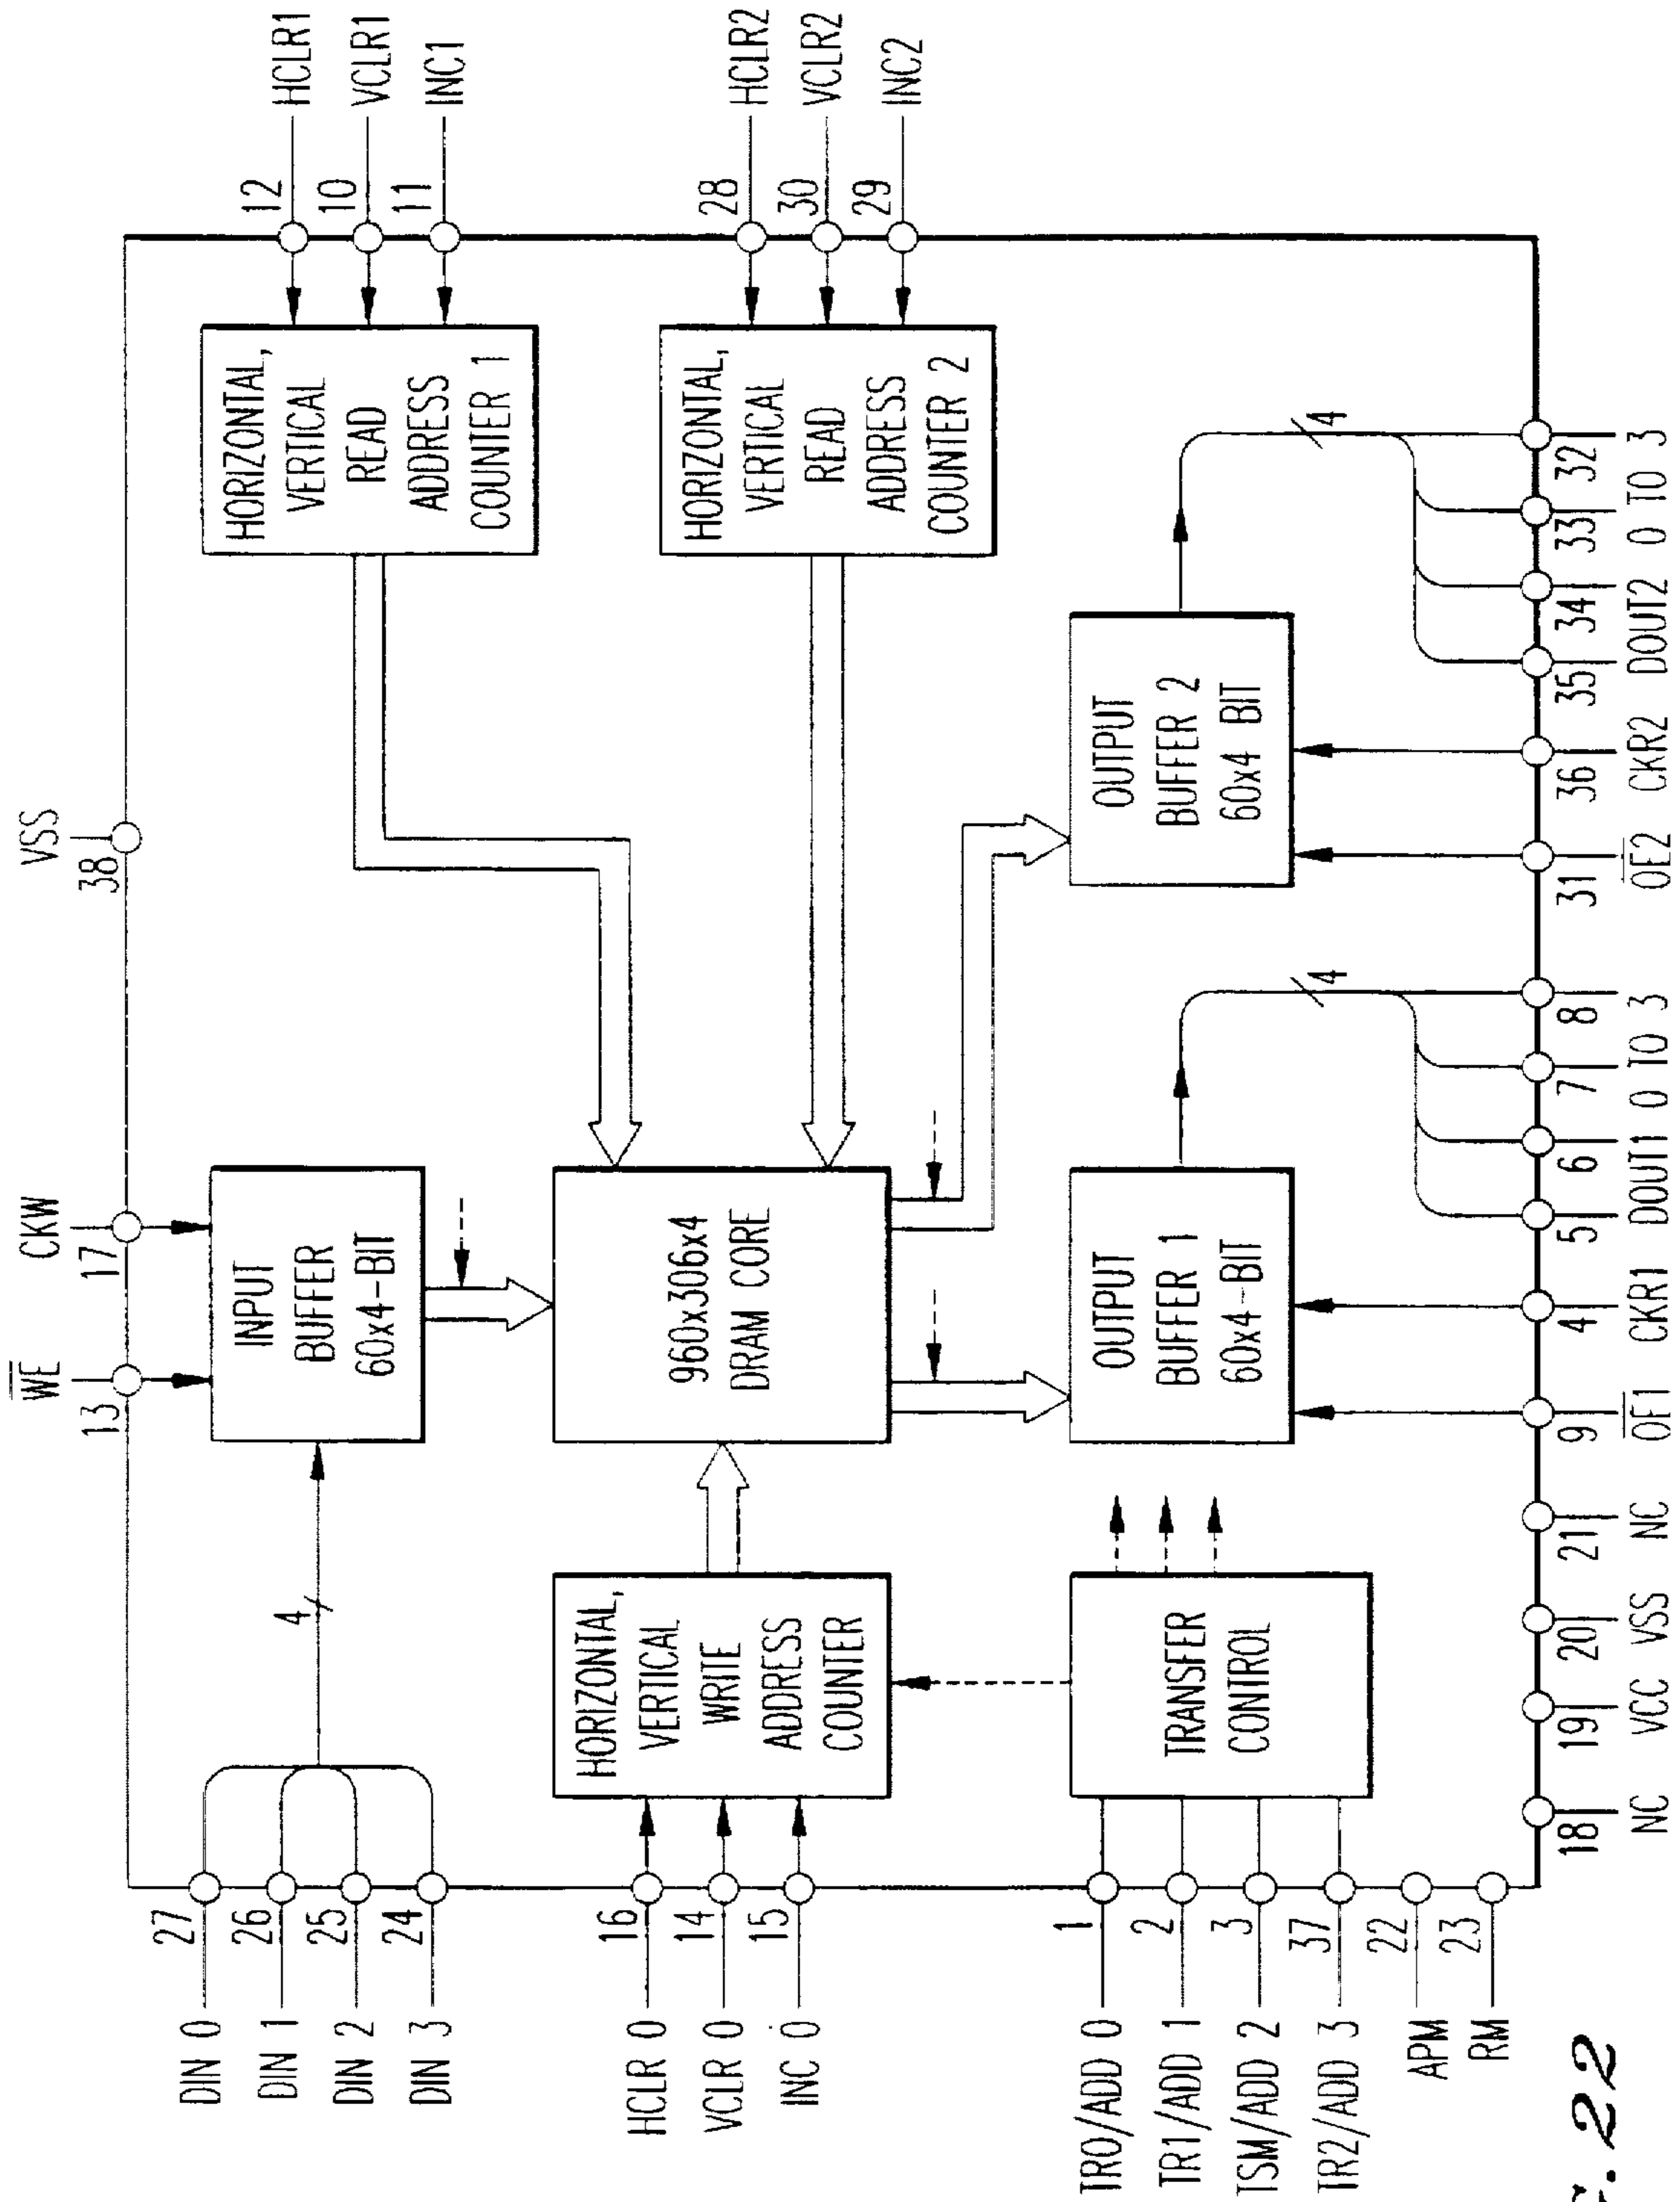 VSS
38
CKW
17
WE
13
HCLR1
12
VCLR1
10
INC1
11
HCLR2
28
VCLR2
30
INC2
29
HORIZONTAL,
VERTICAL
READ
ADDRESS
COUNTER 1
HORIZONTAL,
VERTICAL
READ
ADDRESS
COUNTER 2
INPUT
BUFFER
60x4-BIT
4
27
DIN 0
26
DIN 1
25
DIN 2
24
DIN 3
960x306x4
DRAM CORE
HORIZONTAL,
VERTICAL
WRITE
ADDRESS
COUNTER
16
HCLR 0
14
VCLR 0
15
INC 0
OUTPUT
BUFFER 2
60x4 BIT
4
OUTPUT
BUFFER 1
60x4-BIT
4
TRANSFER
CONTROL
1
TR0/ADD 0
2
TR1/ADD 1
3
TSM/ADD 2
37
TR2/ADD 3
22
APM
23
RM
18
NC
19
VCC
20
VSS
21
NC
9
OE1
4
CKR1
5
6
7
8
DOUT1 0 TO 3
31
OE2
36
CKR2
35
34
33
32
DOUT2 0 TO 3
22